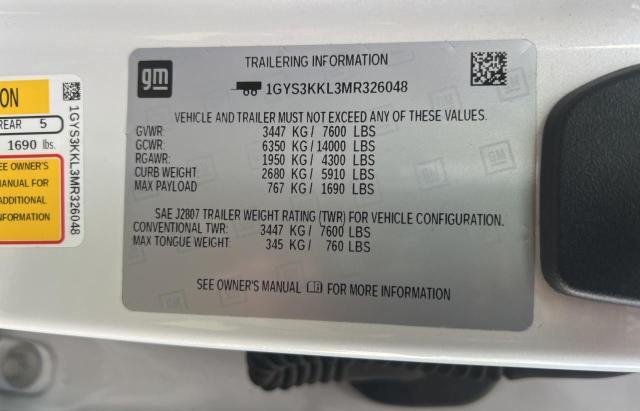 TRAILERING INFORMATION
gm
1GYS3KKL3MR326048
VEHICLE AND TRAILER MUST NOT EXCEED ANY OF THESE VALUES.
GVWR: 3447 KG/ 7600 LBS
GCWR: 6350 KG/14000 LBS
RGAWR: 1950 KG/ 4300 LBS
CURB WEIGHT: 2680 KG/ 5910 LBS
MAX PAYLOAD: 767 KG/ 1690 LBS
SAE J2807 TRAILER WEIGHT RATING (TWR) FOR VEHICLE CONFIGURATION.
CONVENTIONAL TWR: 3447 KG/ 7600 LBS
MAX TONGUE WEIGHT: 345 KG/ 760 LBS
SEE OWNER'S MANUAL FOR MORE INFORMATION
ON
REAR 5
1690 lbs.
EE OWNER'S
MANUAL FOR
ADDITIONAL
FORMATION
1GYS3KKL3MR326048